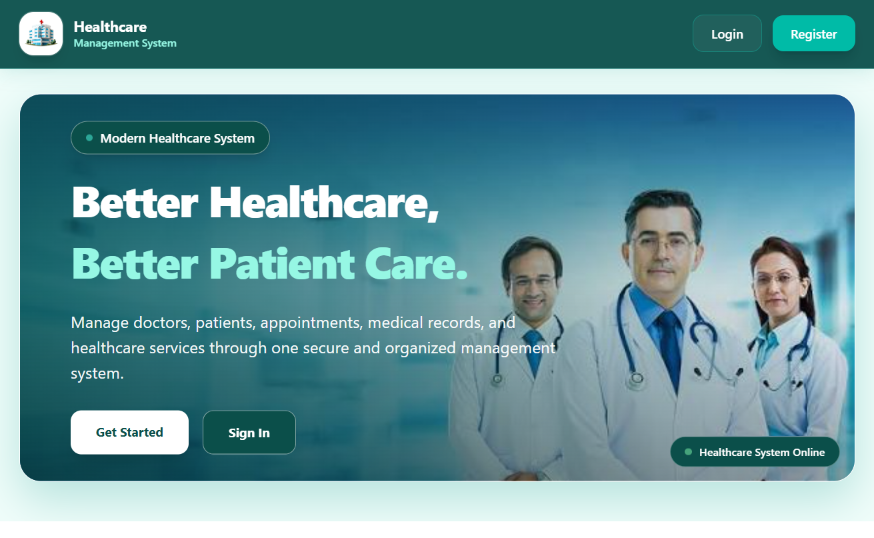 Healthcare
Management System
Login
Register
Modern Healthcare System
Better Healthcare,
Better Patient Care.
Manage doctors, patients, appointments, medical records, and
healthcare services through one secure and organized management
system.
Get Started
Sign In
Healthcare System Online